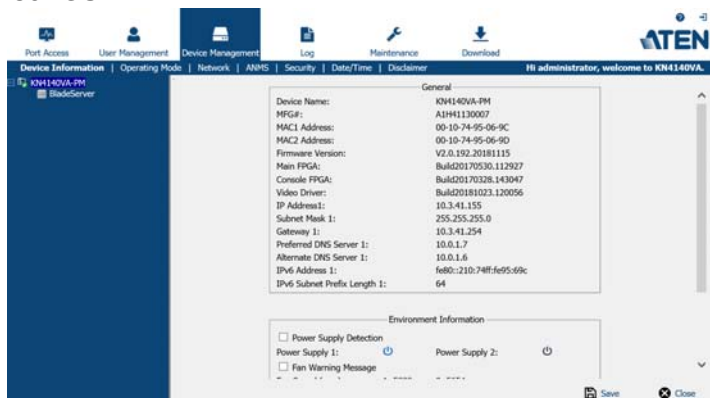 ATEN
Port Access User Management Device Management Log Maintenance Download
Device Information | Operating Mode | Network | ANMS | Security | Date/Time | Disclaimer Hi administrator, welcome to KN4140VA.
KN4140VA-PM
BladeServer
General
Device Name: KN4140VA-PM
MFG#: A1H41130007
MAC1 Address: 00-10-74-95-06-9C
MAC2 Address: 00-10-74-95-06-9D
Firmware Version: V2.0.192.20181115
Main FPGA: Build20170530.112927
Console FPGA: Build20170328.143047
Video Driver: Build20181023.120056
IP Address1: 10.3.41.155
Subnet Mask 1: 255.255.255.0
Gateway 1: 10.3.41.254
Preferred DNS Server 1: 10.0.1.7
Alternate DNS Server 1: 10.0.1.6
IPv6 Address 1: fe80::210:74ff:fe95:69c
IPv6 Subnet Prefix Length 1: 64
Environment Information
Power Supply Detection
Power Supply 1: Power Supply 2:
Fan Warning Message
Save Close